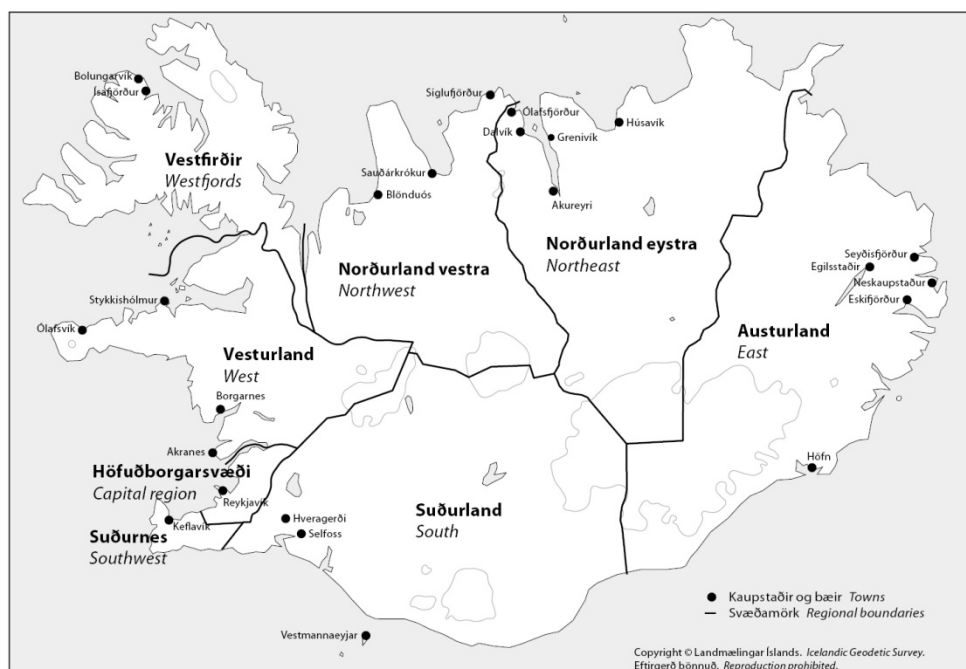 Bolungarvík
Ísafjörður
Vestfirðir
Westfjords
Siglufjörður
Ólafsfjörður
Dalvík
Grenivík
Húsavík
Sauðárkrókur
Blönduós
Akureyri
Norðurland vestra
Northwest
Norðurland eystra
Northeast
Seyðisfjörður
Egilsstaðir
Neskaupstaður
Eskifjörður
Stykkishólmur
Ólafsvík
Vesturland
West
Austurland
East
Borgarnes
Akranes
Höfuðborgarsvæði
Capital region
Reykjavík
Höfn
Keflavík
Suðurnes
Southwest
Hveragerði
Selfoss
Suðurland
South
Vestmannaeyjar
Kaupstaðir og bæir Towns
Svæðamörk Regional boundaries
Copyright © Landmælingar Íslands. Icelandic Geodetic Survey.
Eftirgerð bönnuð. Reproduction prohibited.